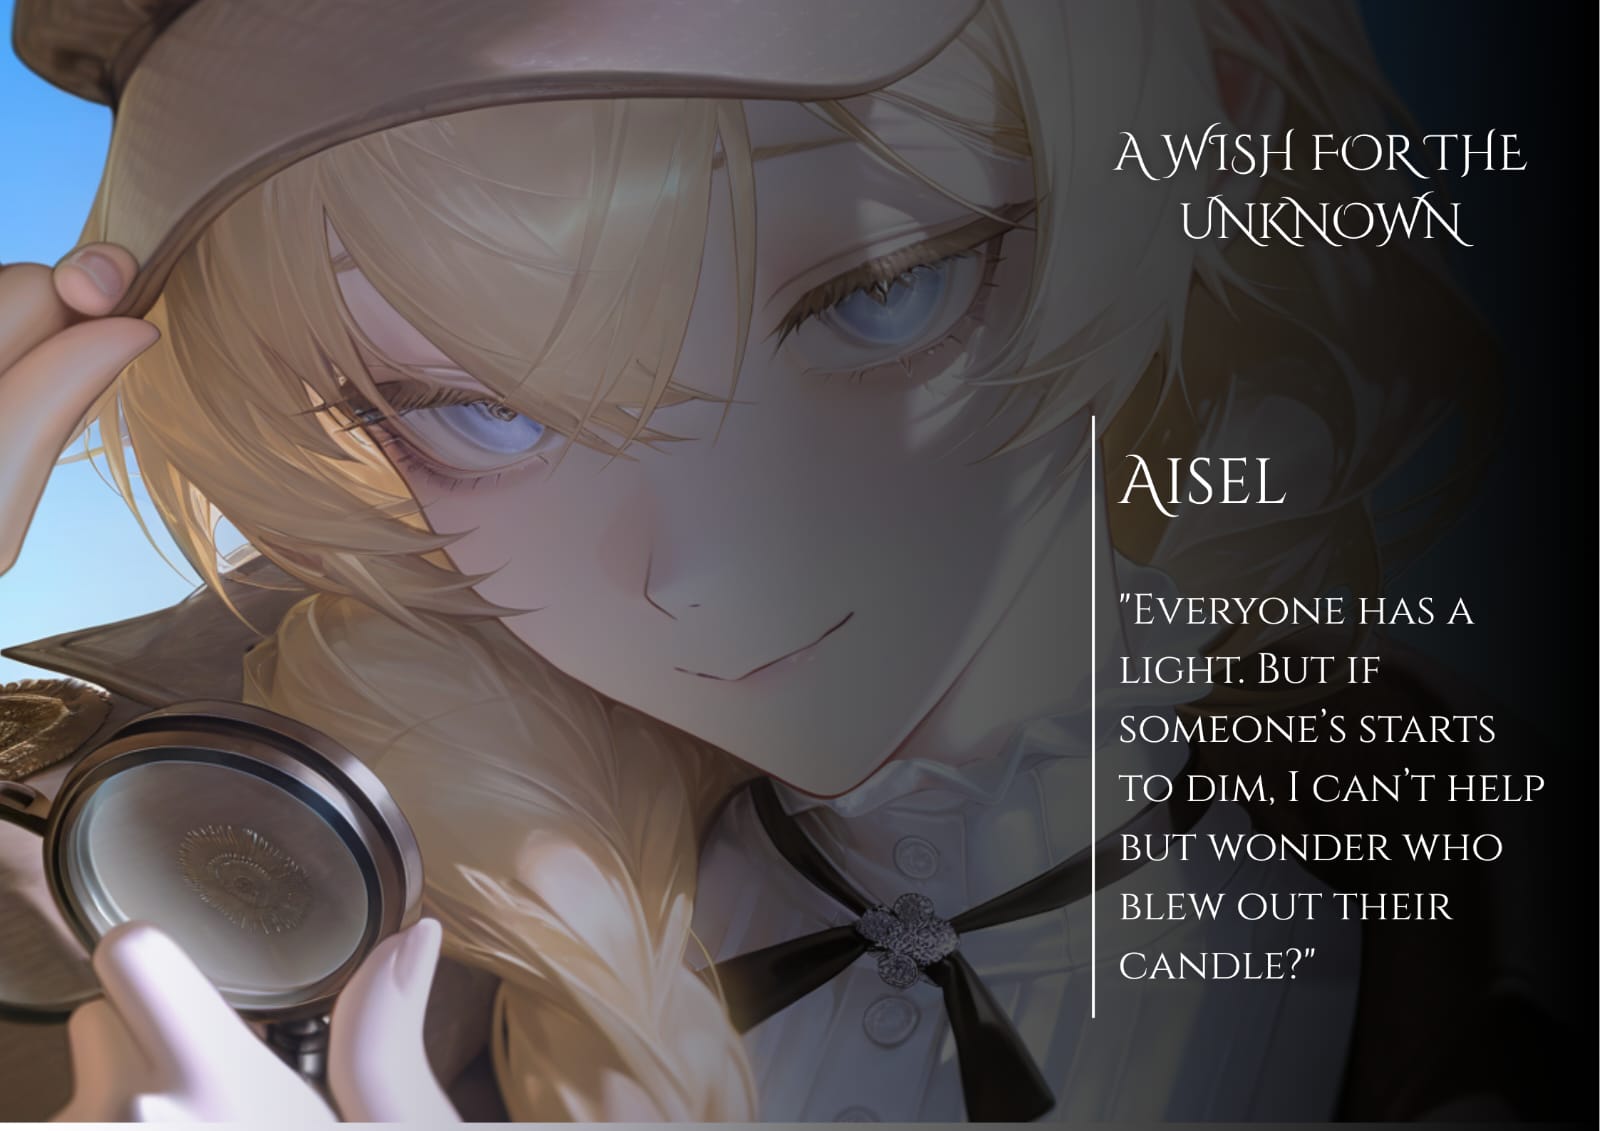 A WISH FOR THE
UNKNOWN
AISEL
"EVERYONE HAS A
LIGHT. BUT IF
SOMEONE’S STARTS
TO DIM, I CAN’T HELP
BUT WONDER WHO
BLEW OUT THEIR
CANDLE?"